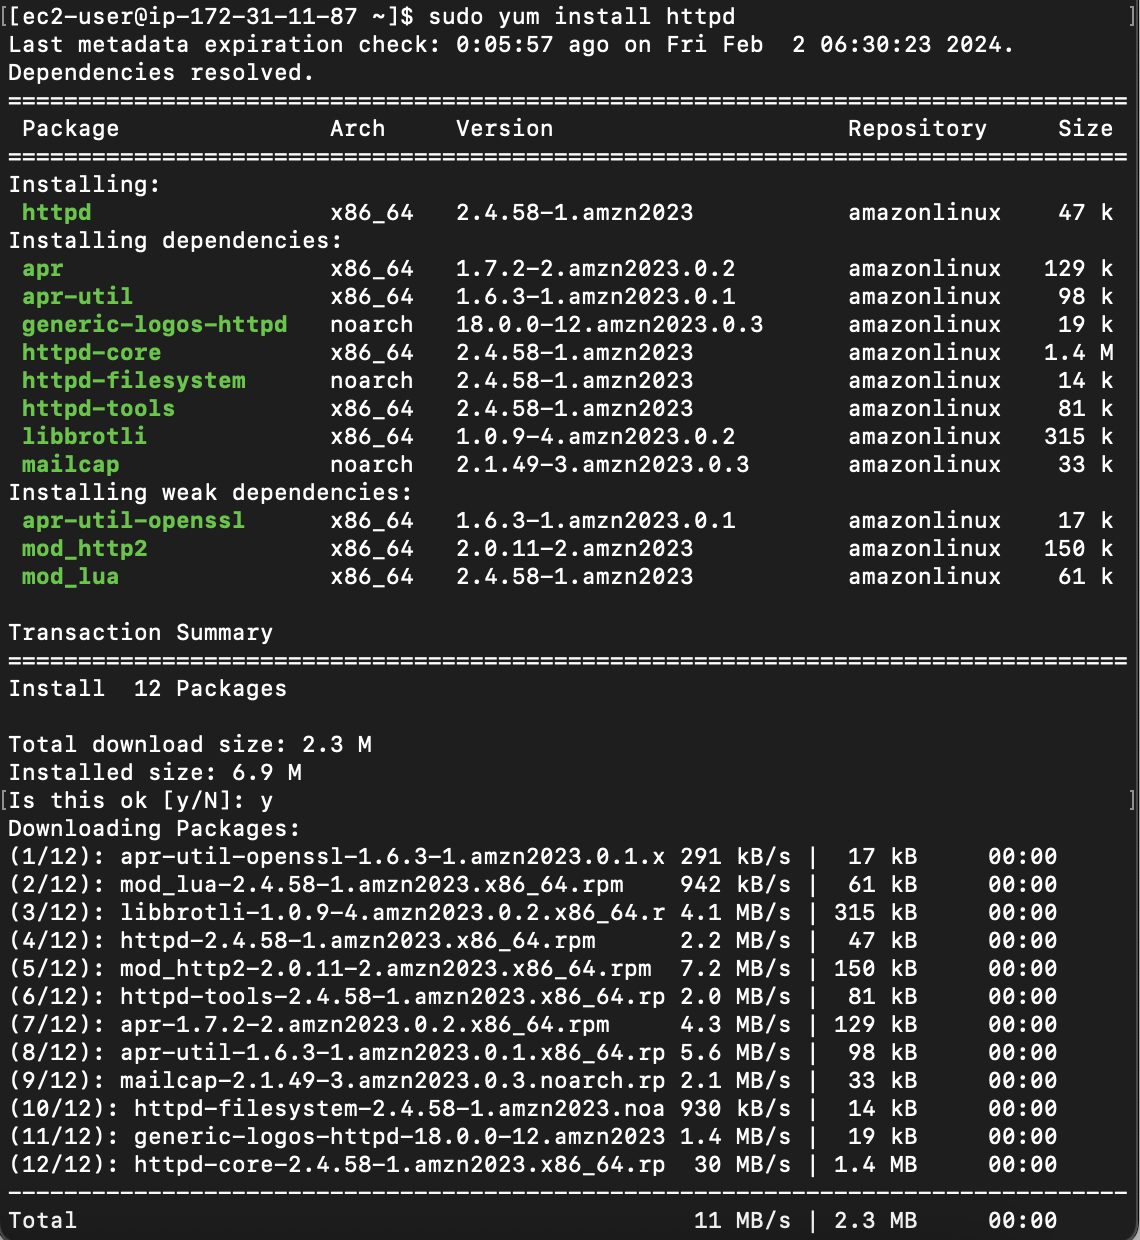 [[ec2-user@ip-172-31-11-87 ~]$ sudo yum install httpd ]
Last metadata expiration check: 0:05:57 ago on Fri Feb  2 06:30:23 2024.
Dependencies resolved.
================================================================================
 Package               Arch     Version                     Repository     Size
================================================================================
Installing:
 httpd                 x86_64   2.4.58-1.amzn2023           amazonlinux    47 k
Installing dependencies:
 apr                   x86_64   1.7.2-2.amzn2023.0.2        amazonlinux   129 k
 apr-util              x86_64   1.6.3-1.amzn2023.0.1        amazonlinux    98 k
 generic-logos-httpd   noarch   18.0.0-12.amzn2023.0.3      amazonlinux    19 k
 httpd-core            x86_64   2.4.58-1.amzn2023           amazonlinux   1.4 M
 httpd-filesystem      noarch   2.4.58-1.amzn2023           amazonlinux    14 k
 httpd-tools           x86_64   2.4.58-1.amzn2023           amazonlinux    81 k
 libbrotli             x86_64   1.0.9-4.amzn2023.0.2        amazonlinux   315 k
 mailcap               noarch   2.1.49-3.amzn2023.0.3       amazonlinux    33 k
Installing weak dependencies:
 apr-util-openssl      x86_64   1.6.3-1.amzn2023.0.1        amazonlinux    17 k
 mod_http2             x86_64   2.0.11-2.amzn2023           amazonlinux   150 k
 mod_lua               x86_64   2.4.58-1.amzn2023           amazonlinux    61 k

Transaction Summary
================================================================================
Install  12 Packages

Total download size: 2.3 M
Installed size: 6.9 M
[Is this ok [y/N]: y ]
Downloading Packages:
(1/12): apr-util-openssl-1.6.3-1.amzn2023.0.1.x 291 kB/s |  17 kB     00:00
(2/12): mod_lua-2.4.58-1.amzn2023.x86_64.rpm    942 kB/s |  61 kB     00:00
(3/12): libbrotli-1.0.9-4.amzn2023.0.2.x86_64.r 4.1 MB/s | 315 kB     00:00
(4/12): httpd-2.4.58-1.amzn2023.x86_64.rpm      2.2 MB/s |  47 kB     00:00
(5/12): mod_http2-2.0.11-2.amzn2023.x86_64.rpm  7.2 MB/s | 150 kB     00:00
(6/12): httpd-tools-2.4.58-1.amzn2023.x86_64.rp 2.0 MB/s |  81 kB     00:00
(7/12): apr-1.7.2-2.amzn2023.0.2.x86_64.rpm     4.3 MB/s | 129 kB     00:00
(8/12): apr-util-1.6.3-1.amzn2023.0.1.x86_64.rp 5.6 MB/s |  98 kB     00:00
(9/12): mailcap-2.1.49-3.amzn2023.0.3.noarch.rp 2.1 MB/s |  33 kB     00:00
(10/12): httpd-filesystem-2.4.58-1.amzn2023.noa 930 kB/s |  14 kB     00:00
(11/12): generic-logos-httpd-18.0.0-12.amzn2023 1.4 MB/s |  19 kB     00:00
(12/12): httpd-core-2.4.58-1.amzn2023.x86_64.rp  30 MB/s | 1.4 MB     00:00
--------------------------------------------------------------------------------
Total                                            11 MB/s | 2.3 MB     00:00